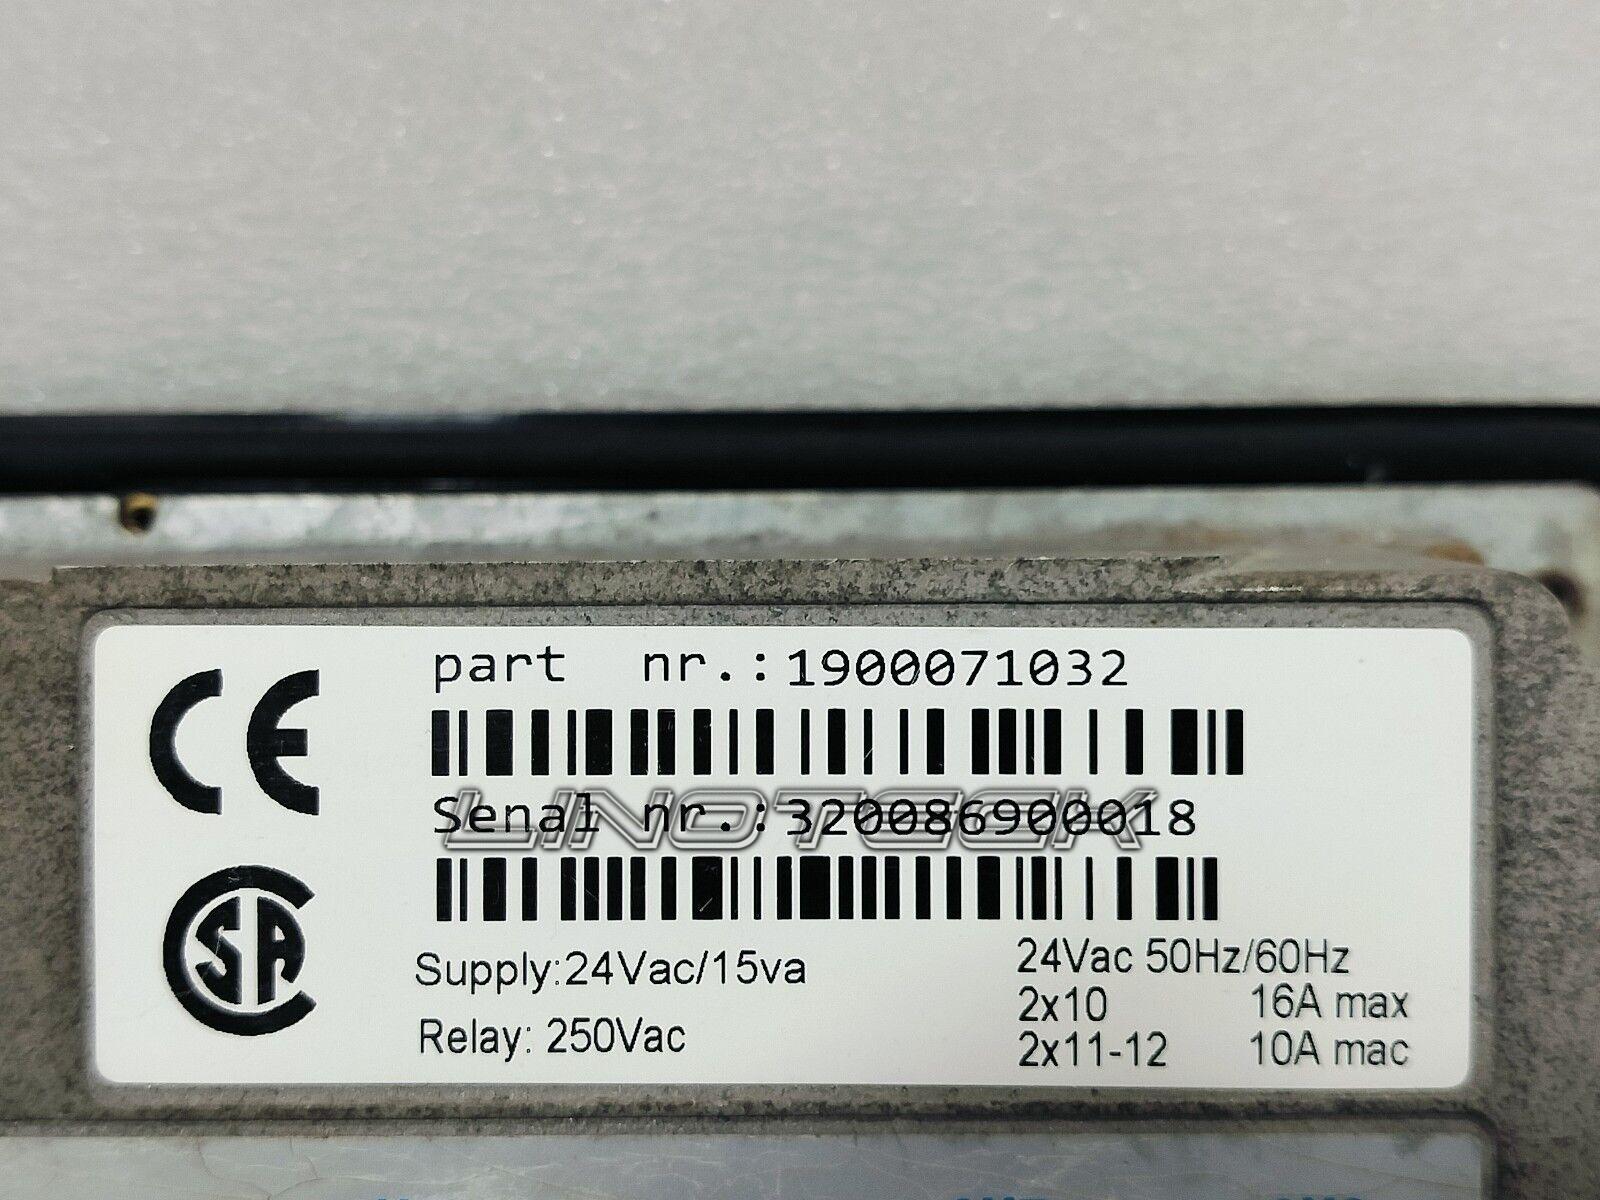 CE part nr.:1900071032
Senal nr.:320086900018
LINOTECK
CSA
Supply:24Vac/15va 24Vac 50Hz/60Hz
2x10 16A max
Relay: 250Vac 2x11-12 10A mac